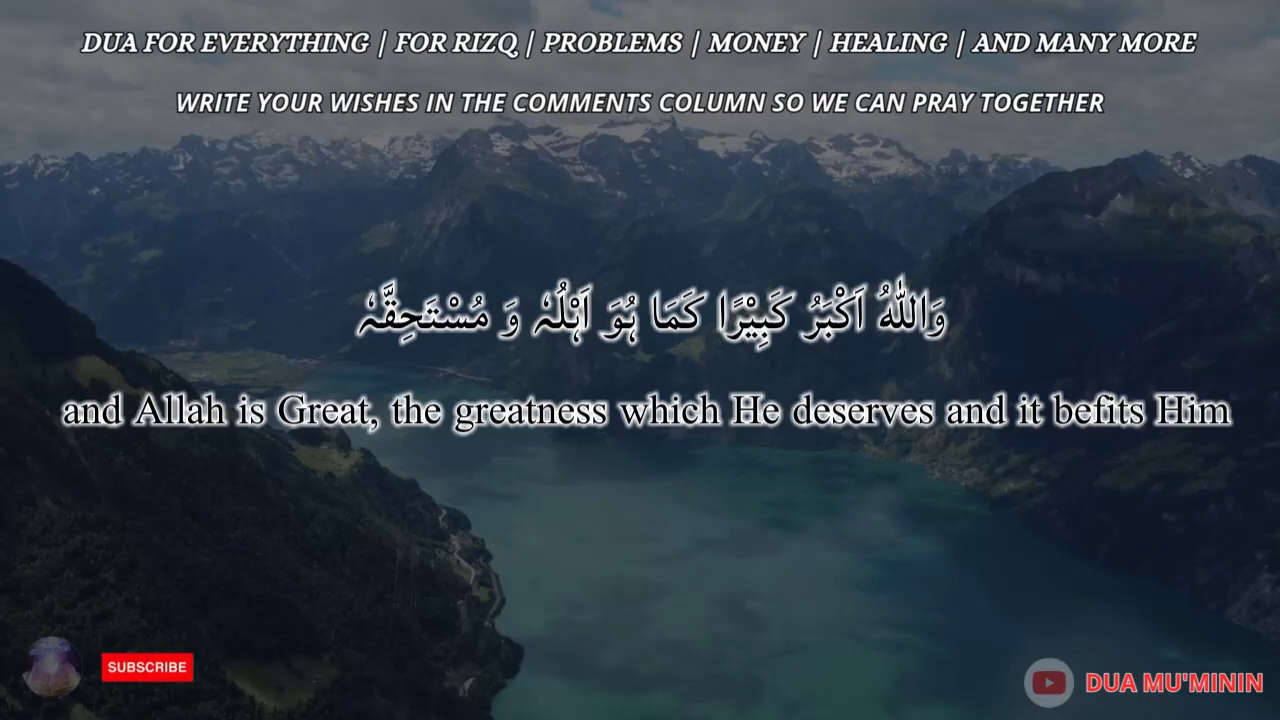 DUA FOR EVERYTHING | FOR RIZQ | PROBLEMS | MONEY | HEALING | AND MANY MORE
WRITE YOUR WISHES IN THE COMMENTS COLUMN SO WE CAN PRAY TOGETHER
وَاللّٰهُ اَكْبَرُ كَبِيْرًا كَمَا ہُوَ اَہْلُہٗ وَ مُسْتَحِقَّہٗ
and Allah is Great, the greatness which He deserves and it befits Him
SUBSCRIBE
DUA MU'MININ